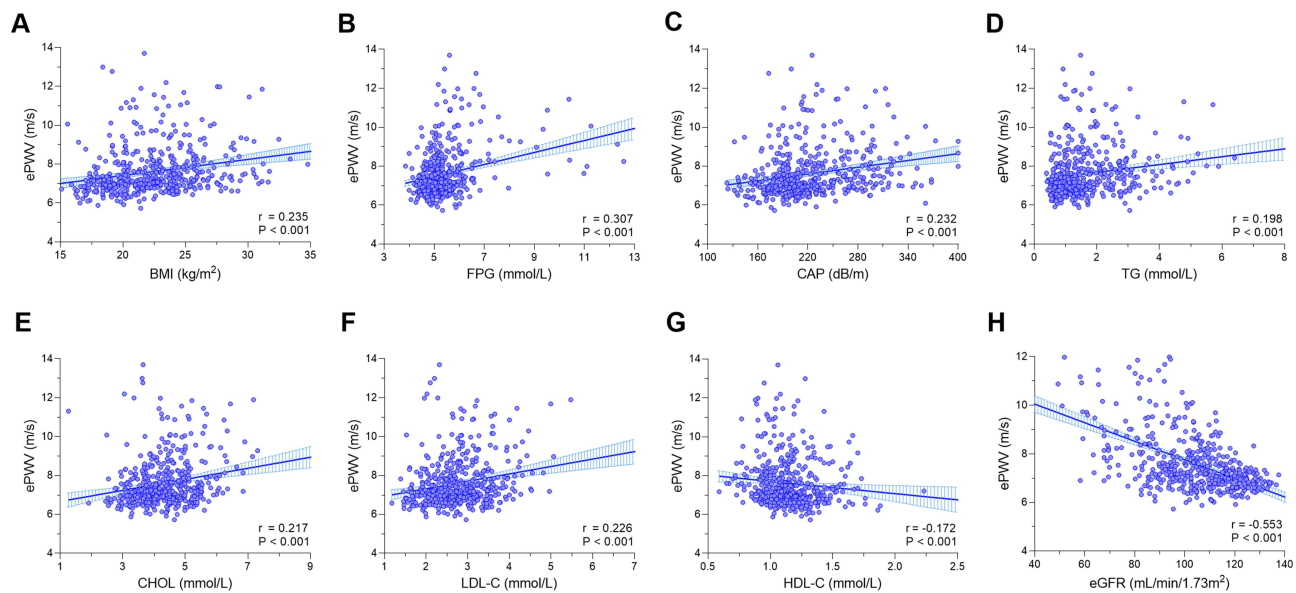 A
ePWV (m/s)
14
12
10
8
6
4
r = 0.235
P < 0.001
15 20 25 30 35
BMI (kg/m²)
B
ePWV (m/s)
14
12
10
8
6
4
r = 0.307
P < 0.001
3 5 7 9 11 13
FPG (mmol/L)
C
ePWV (m/s)
14
12
10
8
6
4
r = 0.232
P < 0.001
100 160 220 280 340 400
CAP (dB/m)
D
ePWV (m/s)
14
12
10
8
6
4
r = 0.198
P < 0.001
0 2 4 6 8
TG (mmol/L)
E
ePWV (m/s)
14
12
10
8
6
4
r = 0.217
P < 0.001
1 3 5 7 9
CHOL (mmol/L)
F
ePWV (m/s)
14
12
10
8
6
4
r = 0.226
P < 0.001
1 2 3 4 5 6 7
LDL-C (mmol/L)
G
ePWV (m/s)
14
12
10
8
6
4
r = -0.172
P < 0.001
0.5 1.0 1.5 2.0 2.5
HDL-C (mmol/L)
H
ePWV (m/s)
12
10
8
6
4
r = -0.553
P < 0.001
40 60 80 100 120 140
eGFR (mL/min/1.73m²)